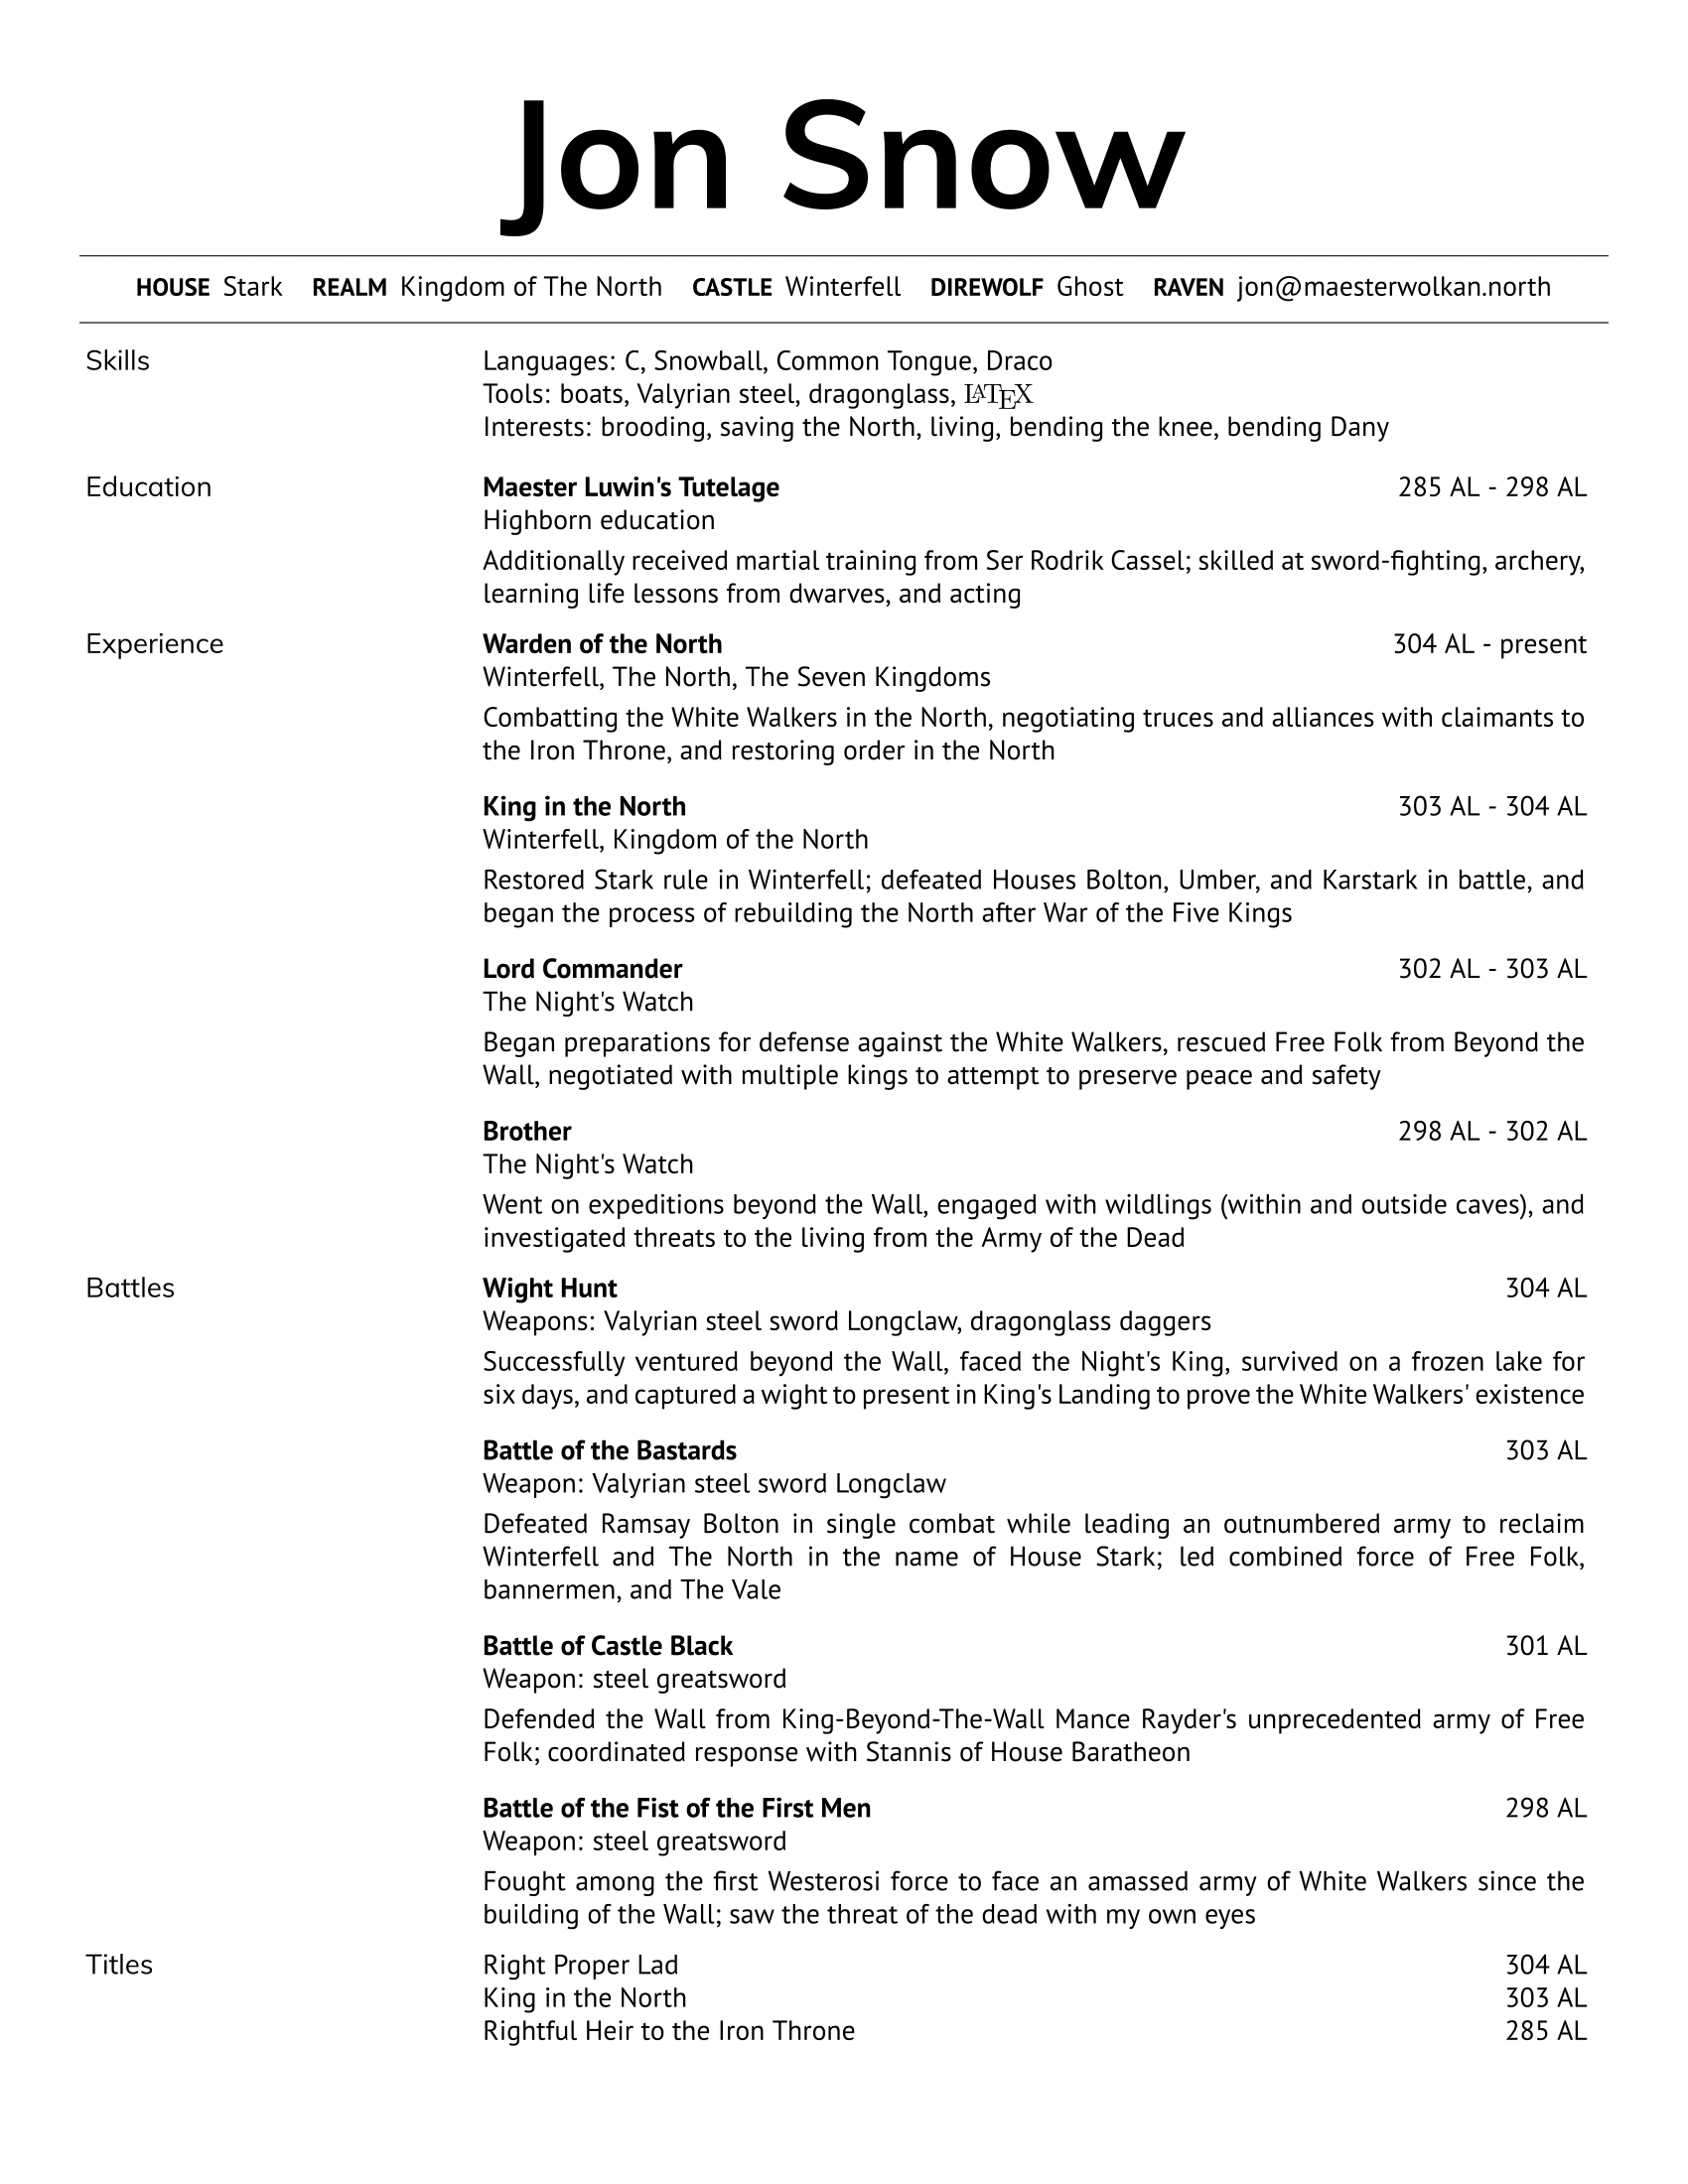 Jon Snow
HOUSE Stark REALM Kingdom of The North CASTLE Winterfell DIREWOLF Ghost RAVEN jon@maesterwolkan.north
Skills Languages: C, Snowball, Common Tongue, Draco
Tools: boats, Valyrian steel, dragonglass, LATEX
Interests: brooding, saving the North, living, bending the knee, bending Dany
Education Maester Luwin's Tutelage 285 AL - 298 AL
Highborn education
Additionally received martial training from Ser Rodrik Cassel; skilled at sword-fighting, archery,
learning life lessons from dwarves, and acting
Experience Warden of the North 304 AL - present
Winterfell, The North, The Seven Kingdoms
Combatting the White Walkers in the North, negotiating truces and alliances with claimants to
the Iron Throne, and restoring order in the North
King in the North 303 AL - 304 AL
Winterfell, Kingdom of the North
Restored Stark rule in Winterfell; defeated Houses Bolton, Umber, and Karstark in battle, and
began the process of rebuilding the North after War of the Five Kings
Lord Commander 302 AL - 303 AL
The Night's Watch
Began preparations for defense against the White Walkers, rescued Free Folk from Beyond the
Wall, negotiated with multiple kings to attempt to preserve peace and safety
Brother 298 AL - 302 AL
The Night's Watch
Went on expeditions beyond the Wall, engaged with wildlings (within and outside caves), and
investigated threats to the living from the Army of the Dead
Battles Wight Hunt 304 AL
Weapons: Valyrian steel sword Longclaw, dragonglass daggers
Successfully ventured beyond the Wall, faced the Night's King, survived on a frozen lake for
six days, and captured a wight to present in King's Landing to prove the White Walkers' existence
Battle of the Bastards 303 AL
Weapon: Valyrian steel sword Longclaw
Defeated Ramsay Bolton in single combat while leading an outnumbered army to reclaim
Winterfell and The North in the name of House Stark; led combined force of Free Folk,
bannermen, and The Vale
Battle of Castle Black 301 AL
Weapon: steel greatsword
Defended the Wall from King-Beyond-The-Wall Mance Rayder's unprecedented army of Free
Folk; coordinated response with Stannis of House Baratheon
Battle of the Fist of the First Men 298 AL
Weapon: steel greatsword
Fought among the first Westerosi force to face an amassed army of White Walkers since the
building of the Wall; saw the threat of the dead with my own eyes
Titles Right Proper Lad 304 AL
King in the North 303 AL
Rightful Heir to the Iron Throne 285 AL